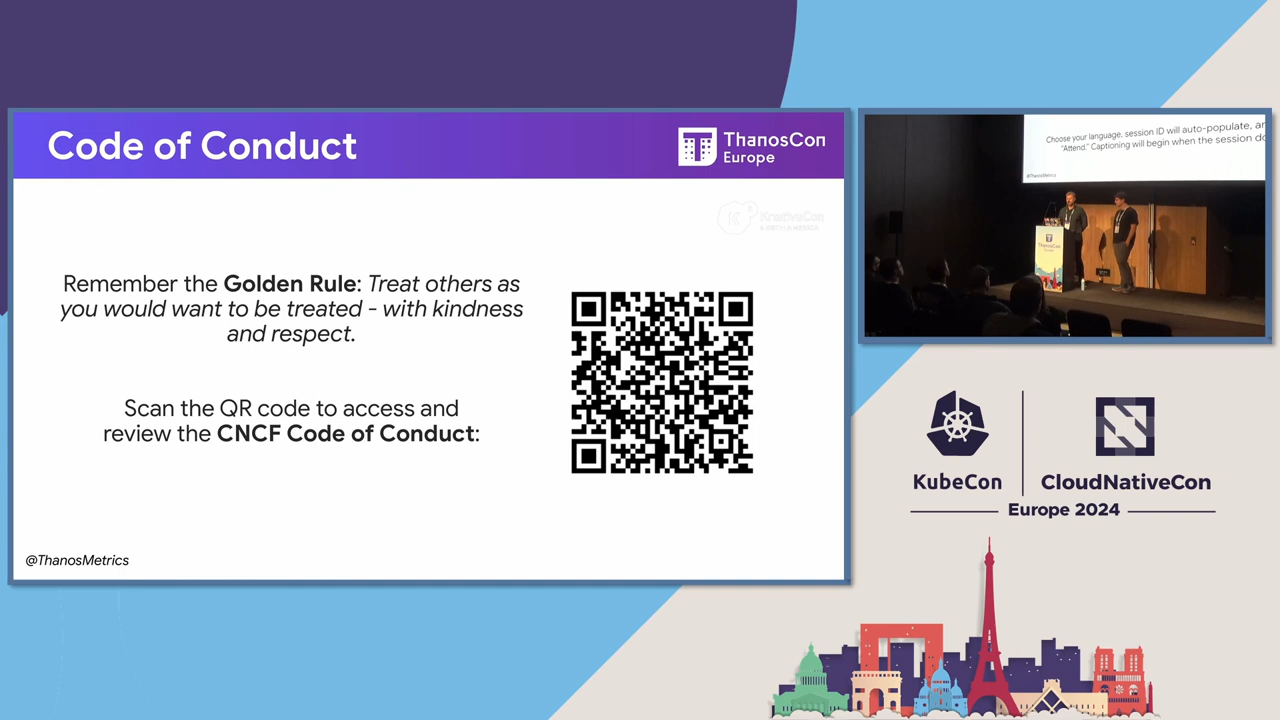 Code of Conduct
ThanosCon
Europe
KnativeCon
Remember the Golden Rule: Treat others as
you would want to be treated - with kindness
and respect.
Scan the QR code to access and
review the CNCF Code of Conduct:
@ThanosMetrics
Choose your language, session ID will auto-populate, an
"Attend." Captioning will begin when the session do
@ThanosMetrics
ThanosCon
KubeCon
CloudNativeCon
Europe 2024